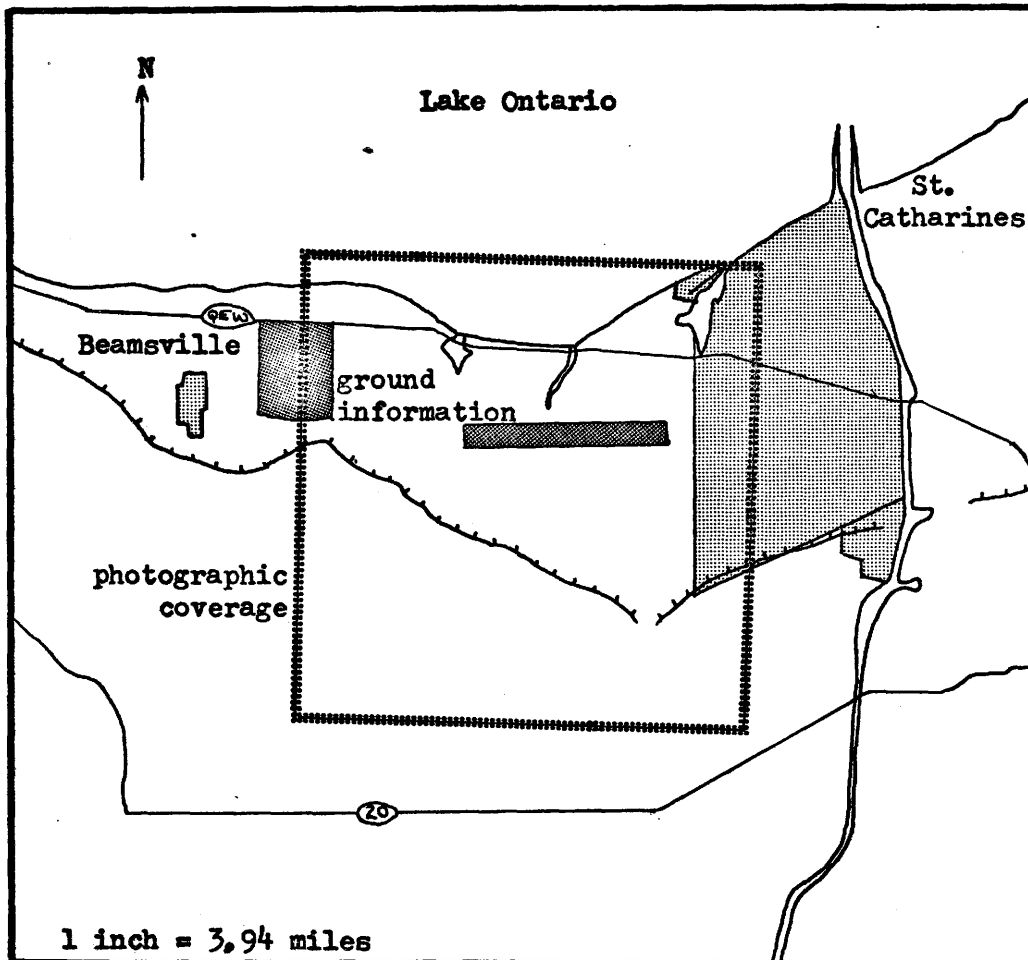 N
Lake Ontario
St.
Catharines
QEW
Beamsville
ground
information
photographic
coverage
20
1 inch = 3.94 miles